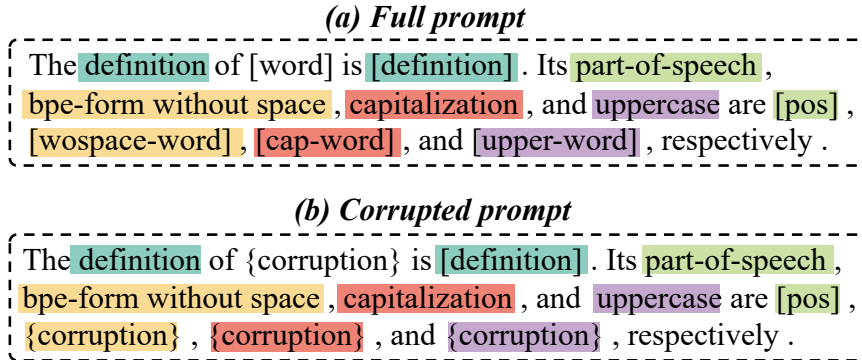 (a) Full prompt
The definition of [word] is [definition] . Its part-of-speech ,
bpe-form without space , capitalization , and uppercase are [pos] ,
[wospace-word] , [cap-word] , and [upper-word] , respectively .
(b) Corrupted prompt
The definition of {corruption} is [definition] . Its part-of-speech ,
bpe-form without space , capitalization , and uppercase are [pos] ,
{corruption} , {corruption} , and {corruption} , respectively .